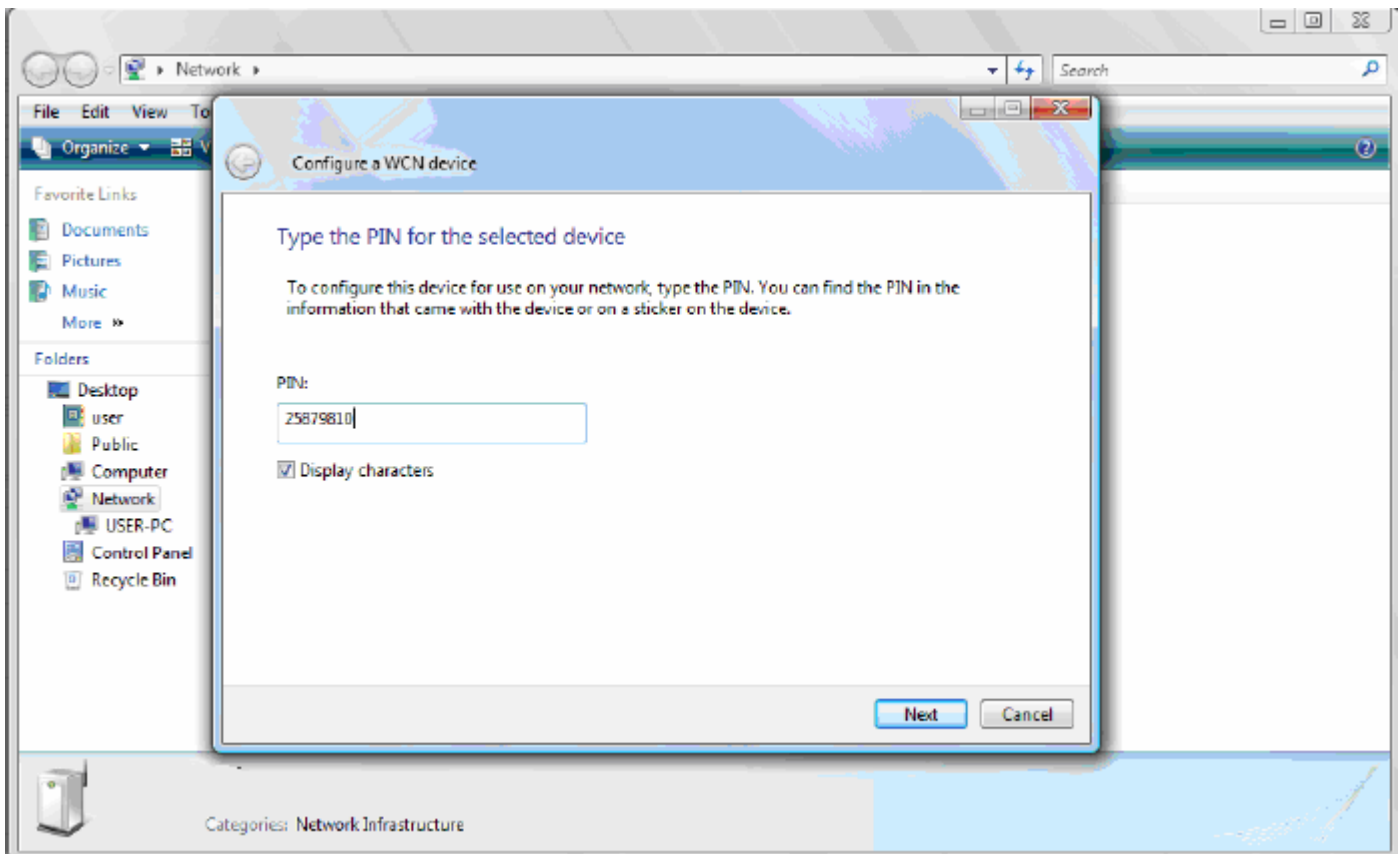 Network
Search
File Edit View To
Organize V
Configure a WCN device
Favorite Links
Documents
Pictures
Music
More »
Folders
Desktop
user
Public
Computer
Network
USER-PC
Control Panel
Recycle Bin
Type the PIN for the selected device
To configure this device for use on your network, type the PIN. You can find the PIN in the
information that came with the device or on a sticker on the device.
PIN:
25879810
Display characters
Next Cancel
Categories: Network Infrastructure